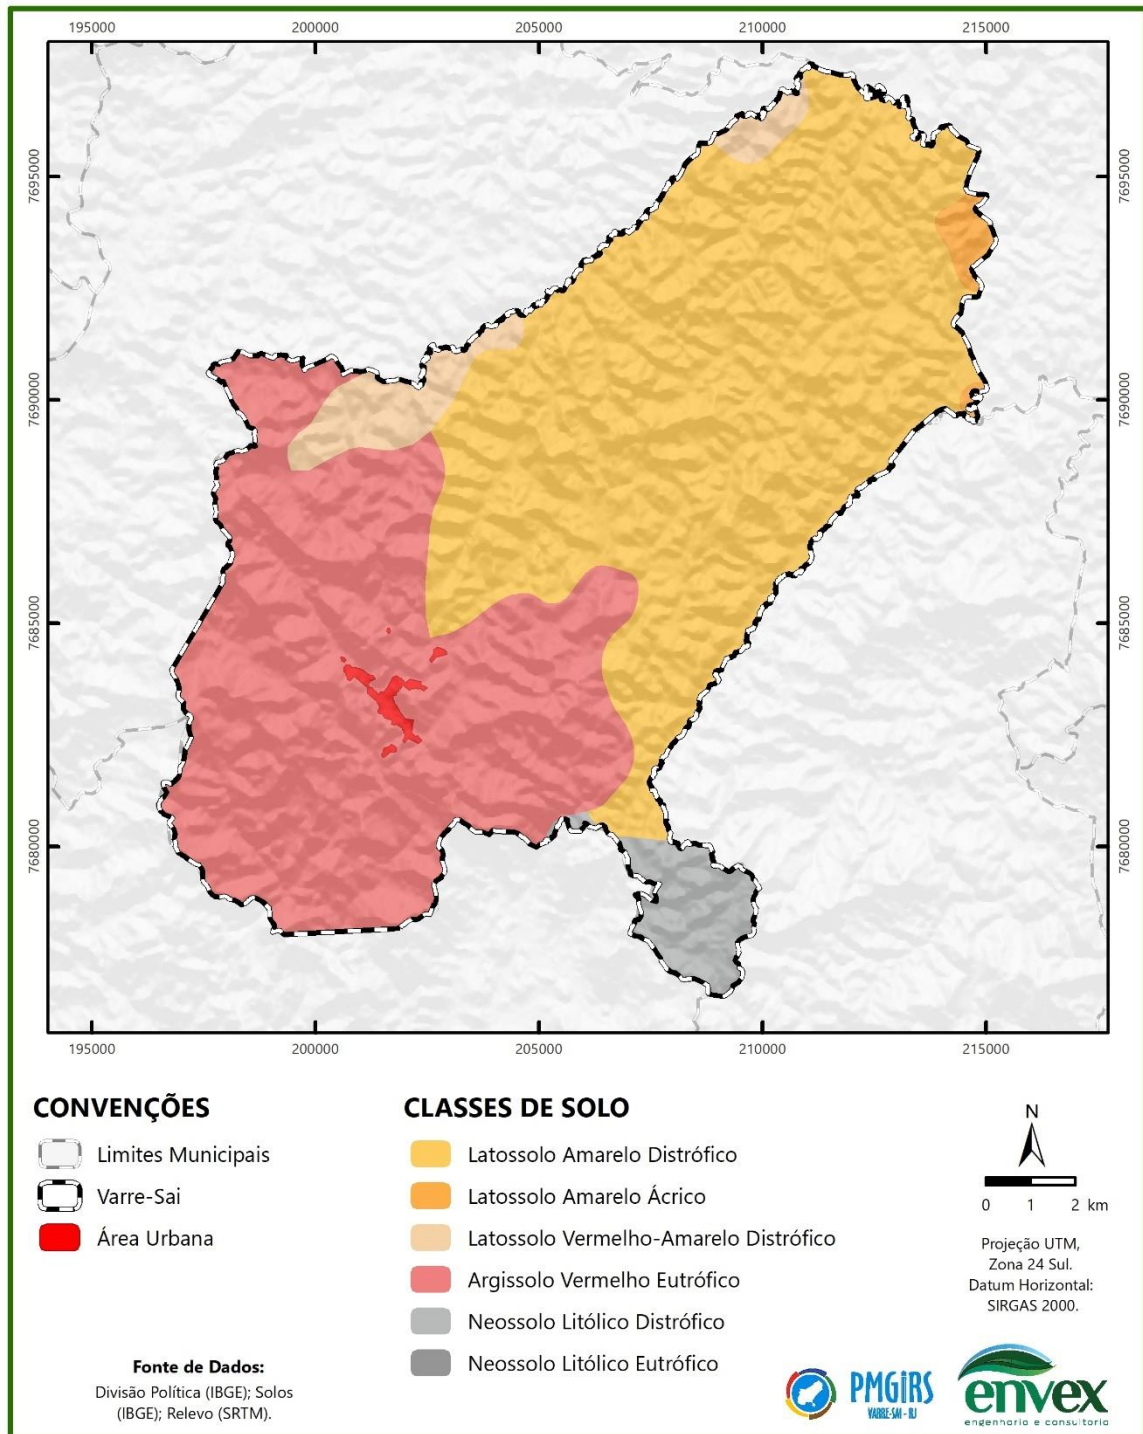 195000 200000 205000 210000 215000
7695000 7695000
7690000 7690000
7685000 7685000
7680000 7680000
195000 200000 205000 210000 215000
CONVENÇÕES
Limites Municipais
Varre-Sai
Área Urbana
Fonte de Dados:
Divisão Política (IBGE); Solos
(IBGE); Relevo (SRTM).
CLASSES DE SOLO
Latossolo Amarelo Distrófico
Latossolo Amarelo Ácrico
Latossolo Vermelho-Amarelo Distrófico
Argissolo Vermelho Eutrófico
Neossolo Litólico Distrófico
Neossolo Litólico Eutrófico
N
0 1 2 km
Projeção UTM,
Zona 24 Sul.
Datum Horizontal:
SIRGAS 2000.
PMGiRS
VARRE-SAI - RJ
envex
engenharia e consultoria